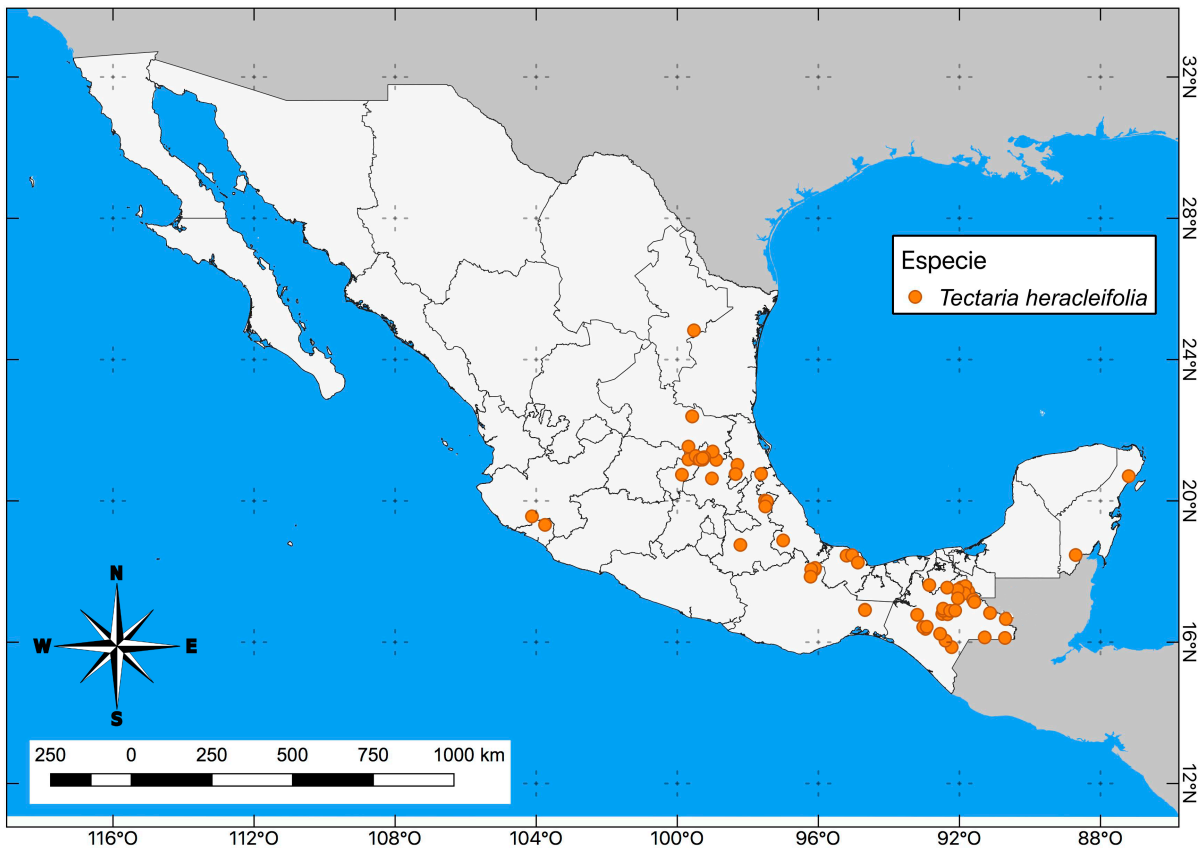 32°N
28°N
Especie
Tectaria heracleifolia
24°N
20°N
N
W E
16°N
S
250 0 250 500 750 1000 km
12°N
116°O 112°O 108°O 104°O 100°O 96°O 92°O 88°O